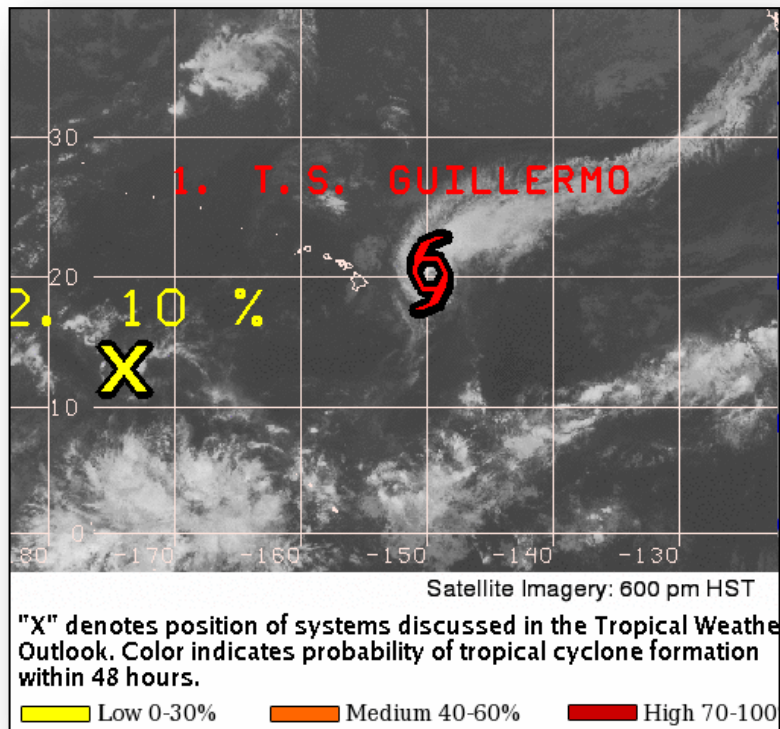 30
1. T.S. GUILLERMO
20
2. 10 %
X
10
0
80 -170 -160 -150 -140 -130
Satellite Imagery: 600 pm HST
"X" denotes position of systems discussed in the Tropical Weathe
Outlook. Color indicates probability of tropical cyclone formation
within 48 hours.
Low 0-30% Medium 40-60% High 70-100